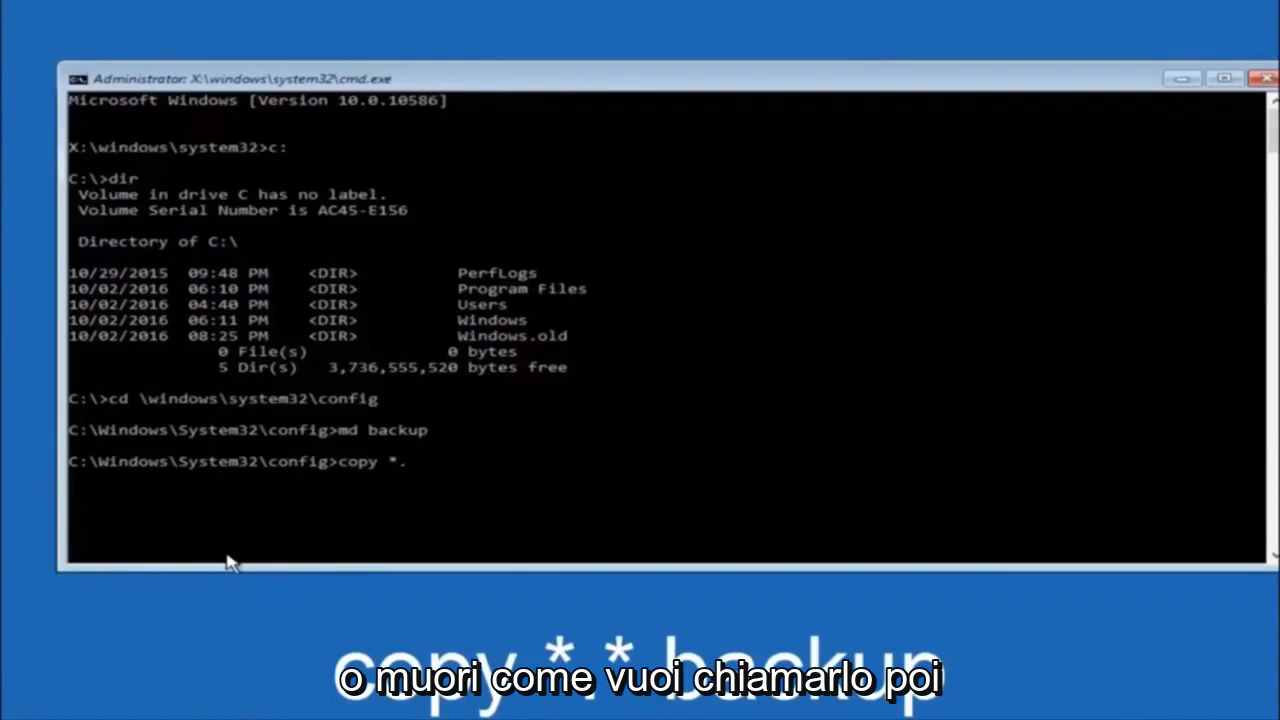 Administrator: X:\windows\system32\cmd.exe
Microsoft Windows [Version 10.0.10586]
X:\windows\system32>c:
C:\>dir
Volume in drive C has no label.
Volume Serial Number is AC45-E156
Directory of C:\
10/29/2015 09:48 PM <DIR> PerfLogs
10/02/2016 06:10 PM <DIR> Program Files
10/02/2016 04:40 PM <DIR> Users
10/02/2016 06:11 PM <DIR> Windows
10/02/2016 08:25 PM <DIR> Windows.old
0 File(s) 0 bytes
5 Dir(s) 3,736,555,520 bytes free
C:\>cd \windows\system32\config
C:\Windows\System32\config>md backup
C:\Windows\System32\config>copy *.
copy *.* backup
o muori come vuoi chiamarlo poi